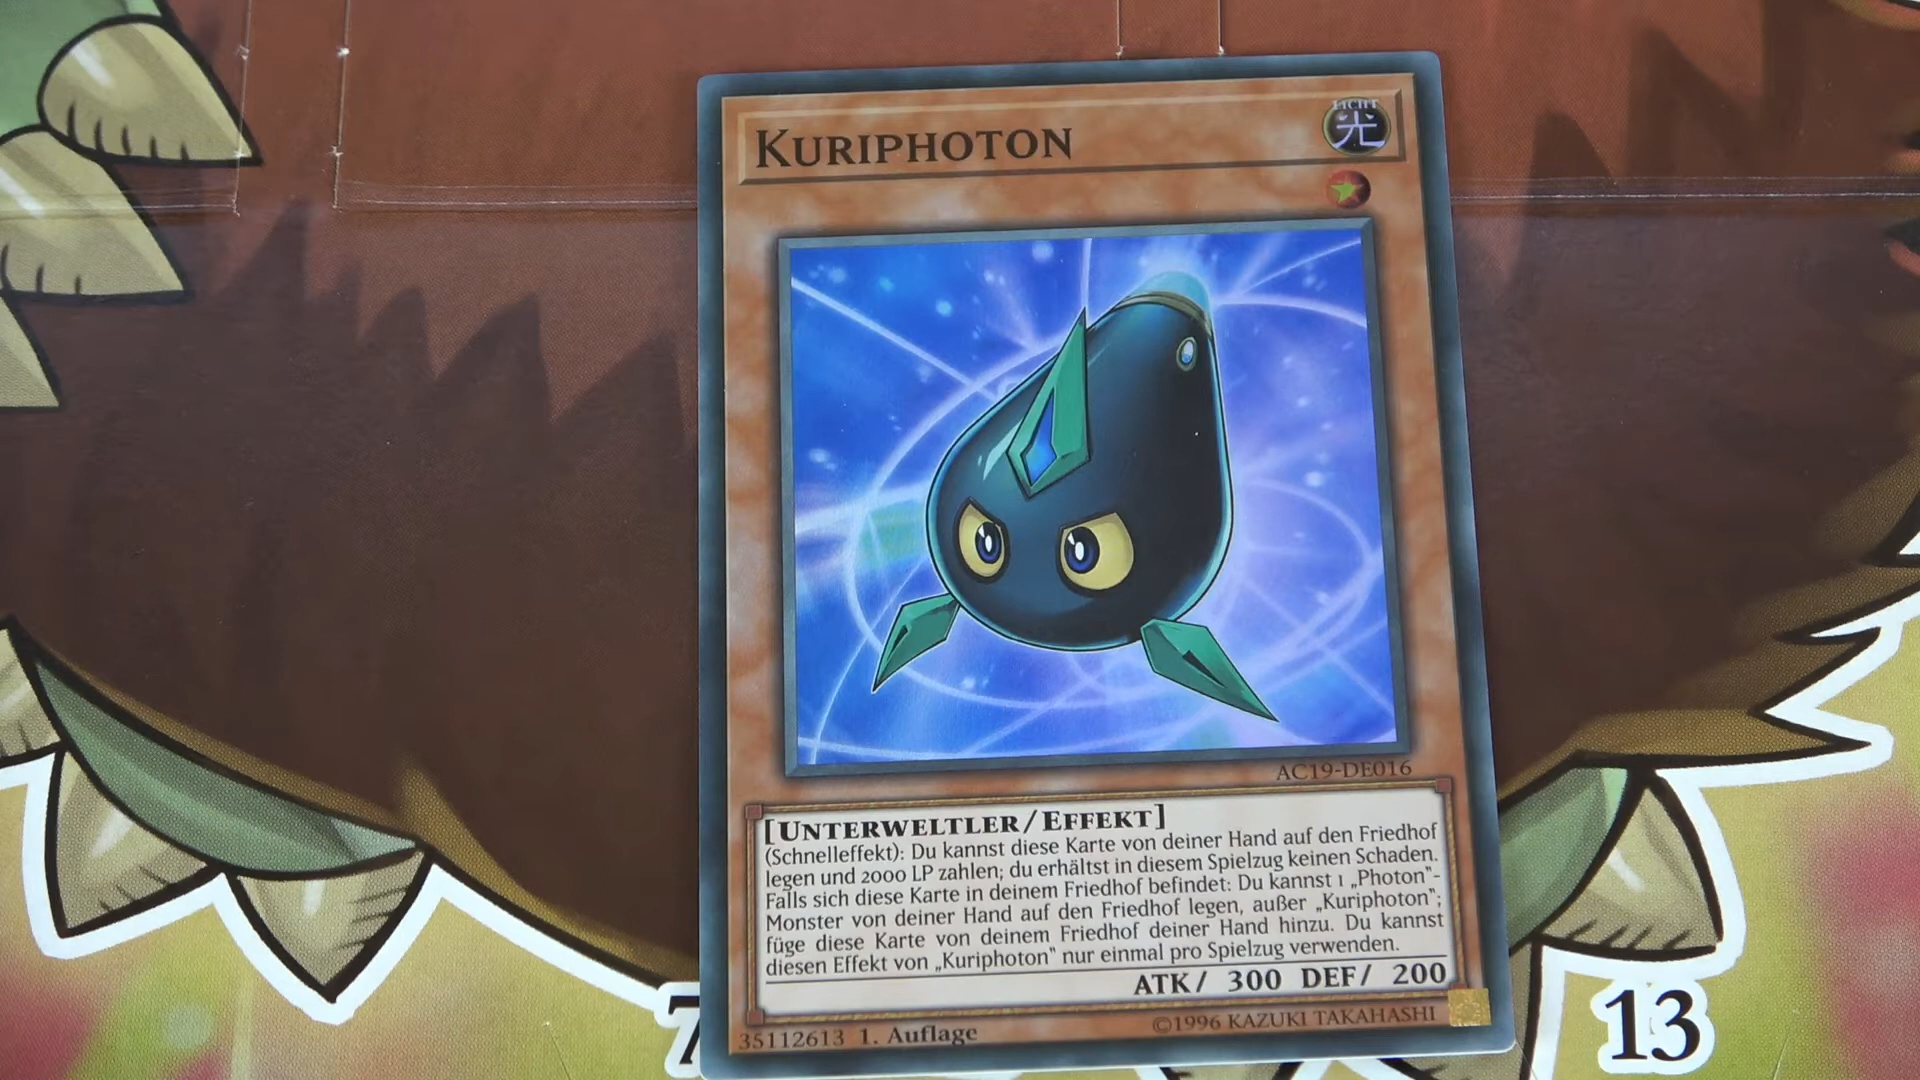 KURIPHOTON
LICHT
光
AC19-DE016
[UNTERWELTLER/EFFEKT]
(Schnelleffekt): Du kannst diese Karte von deiner Hand auf den Friedhof
legen und 2000 LP zahlen; du erhältst in diesem Spielzug keinen Schaden.
Falls sich diese Karte in deinem Friedhof befindet: Du kannst 1 „Photon"-
Monster von deiner Hand auf den Friedhof legen, außer „Kuriphoton";
füge diese Karte von deinem Friedhof deiner Hand hinzu. Du kannst
diesen Effekt von „Kuriphoton" nur einmal pro Spielzug verwenden.
ATK/ 300 DEF/ 200
35112613 1. Auflage
©1996 KAZUKI TAKAHASHI
7
13